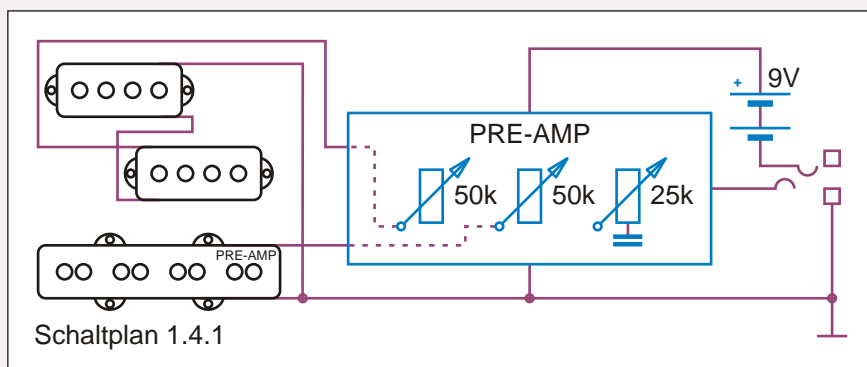 9V
+
PRE-AMP
50k
50k
25k
PRE-AMP
Schaltplan 1.4.1